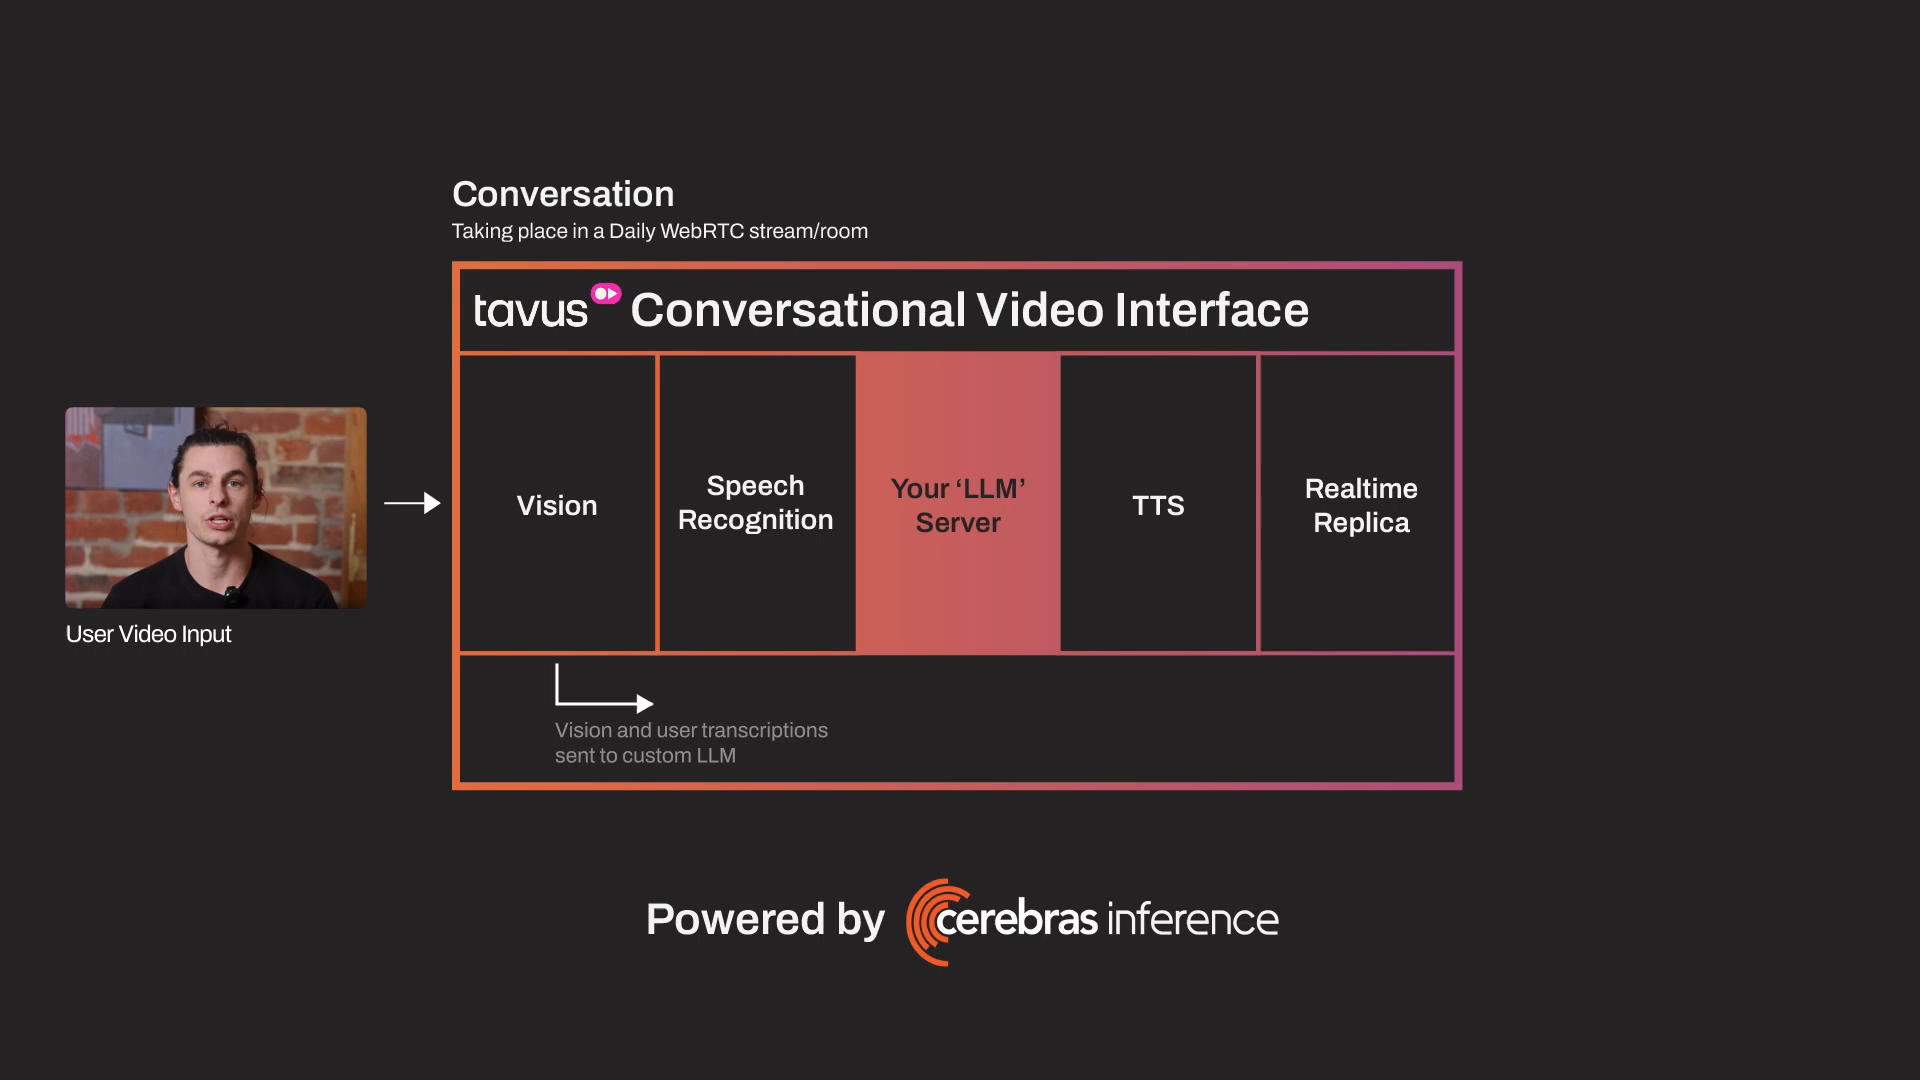 Conversation
Taking place in a Daily WebRTC stream/room
tavus Conversational Video Interface
Vision
Speech
Recognition
Your ‘LLM’
Server
TTS
Realtime
Replica
User Video Input
Vision and user transcriptions
sent to custom LLM
Powered by cerebras inference